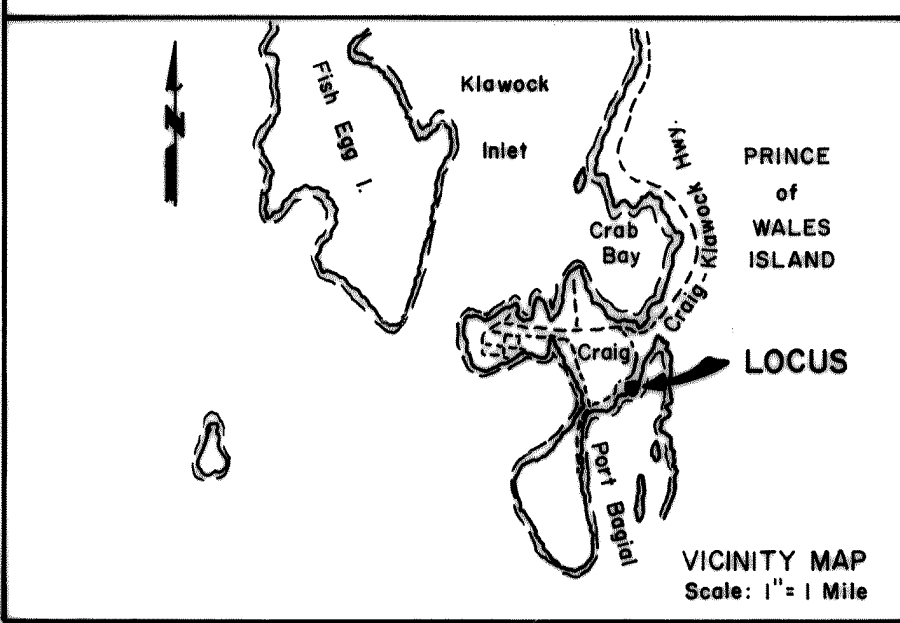 N
Fish Egg I.
Klawock
Inlet
Craig-Klawock Hwy.
PRINCE
of
WALES
ISLAND
Crab
Bay
Craig
LOCUS
Port Bagial
VICINITY MAP
Scale: 1"= 1 Mile